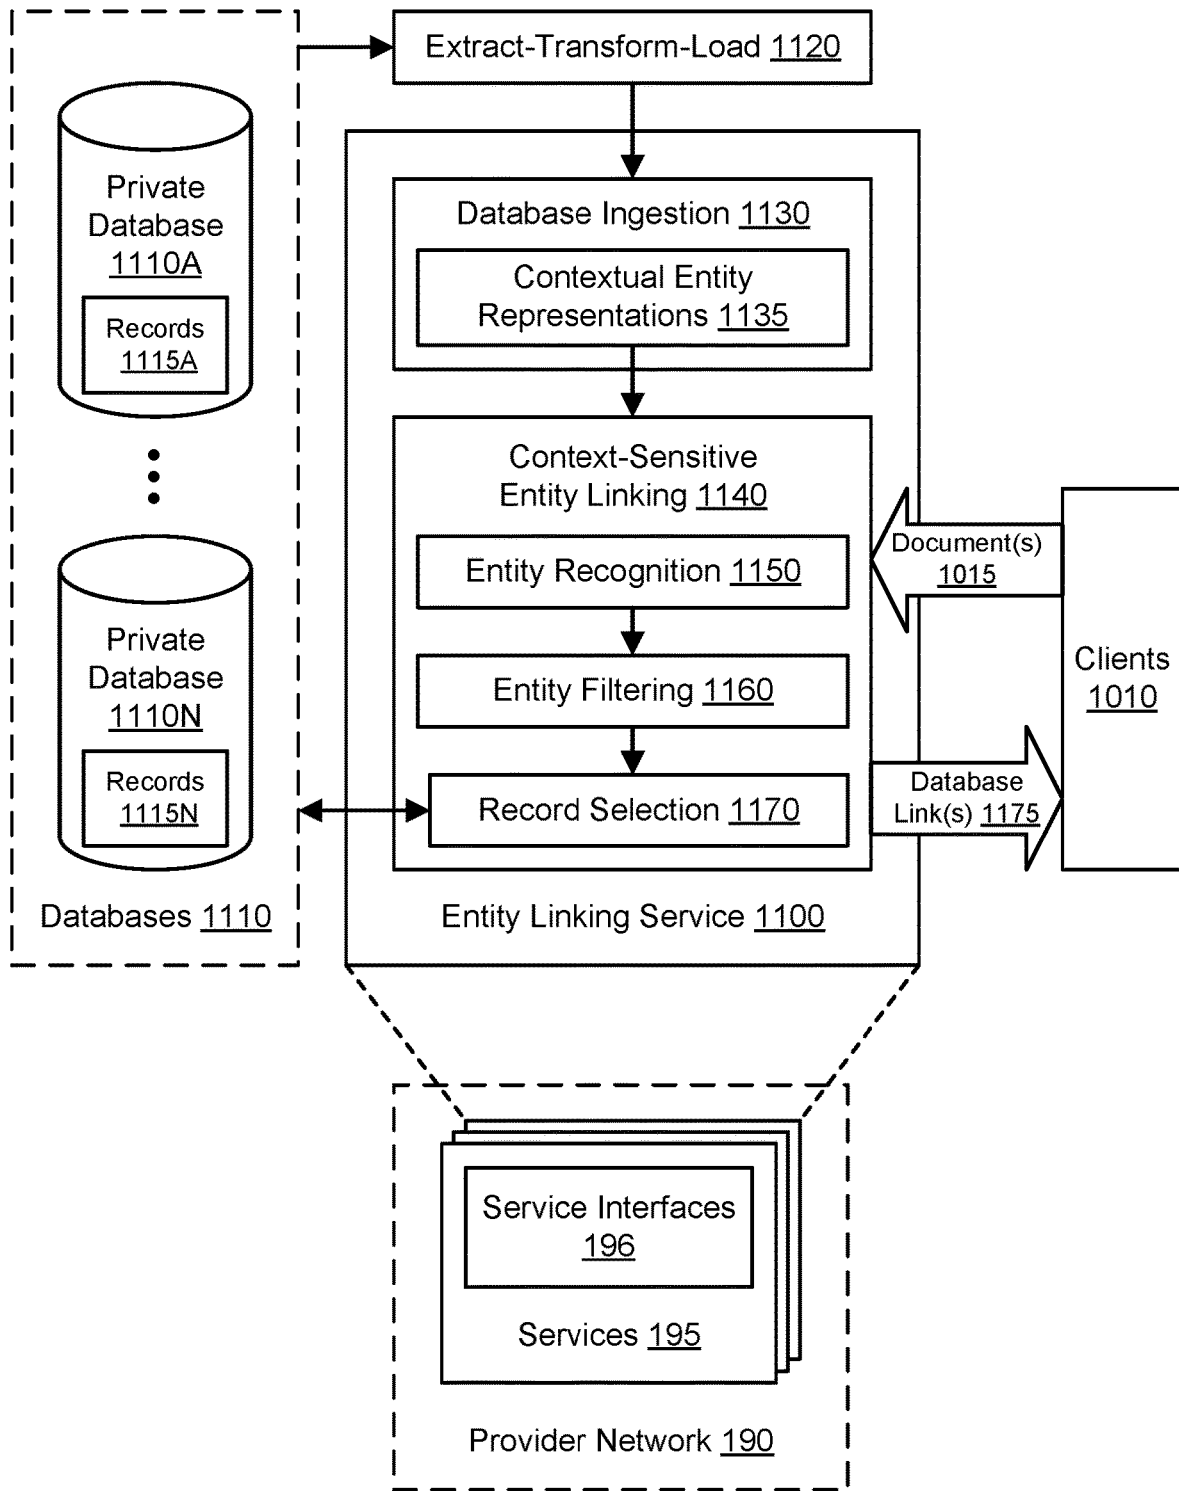 Extract-Transform-Load 1120
Private
Database
1110A
Records
1115A
Private
Database
1110N
Records
1115N
Databases 1110
Database Ingestion 1130
Contextual Entity
Representations 1135
Context-Sensitive
Entity Linking 1140
Entity Recognition 1150
Entity Filtering 1160
Record Selection 1170
Entity Linking Service 1100
Document(s)
1015
Database
Link(s) 1175
Clients
1010
Service Interfaces
196
Services 195
Provider Network 190